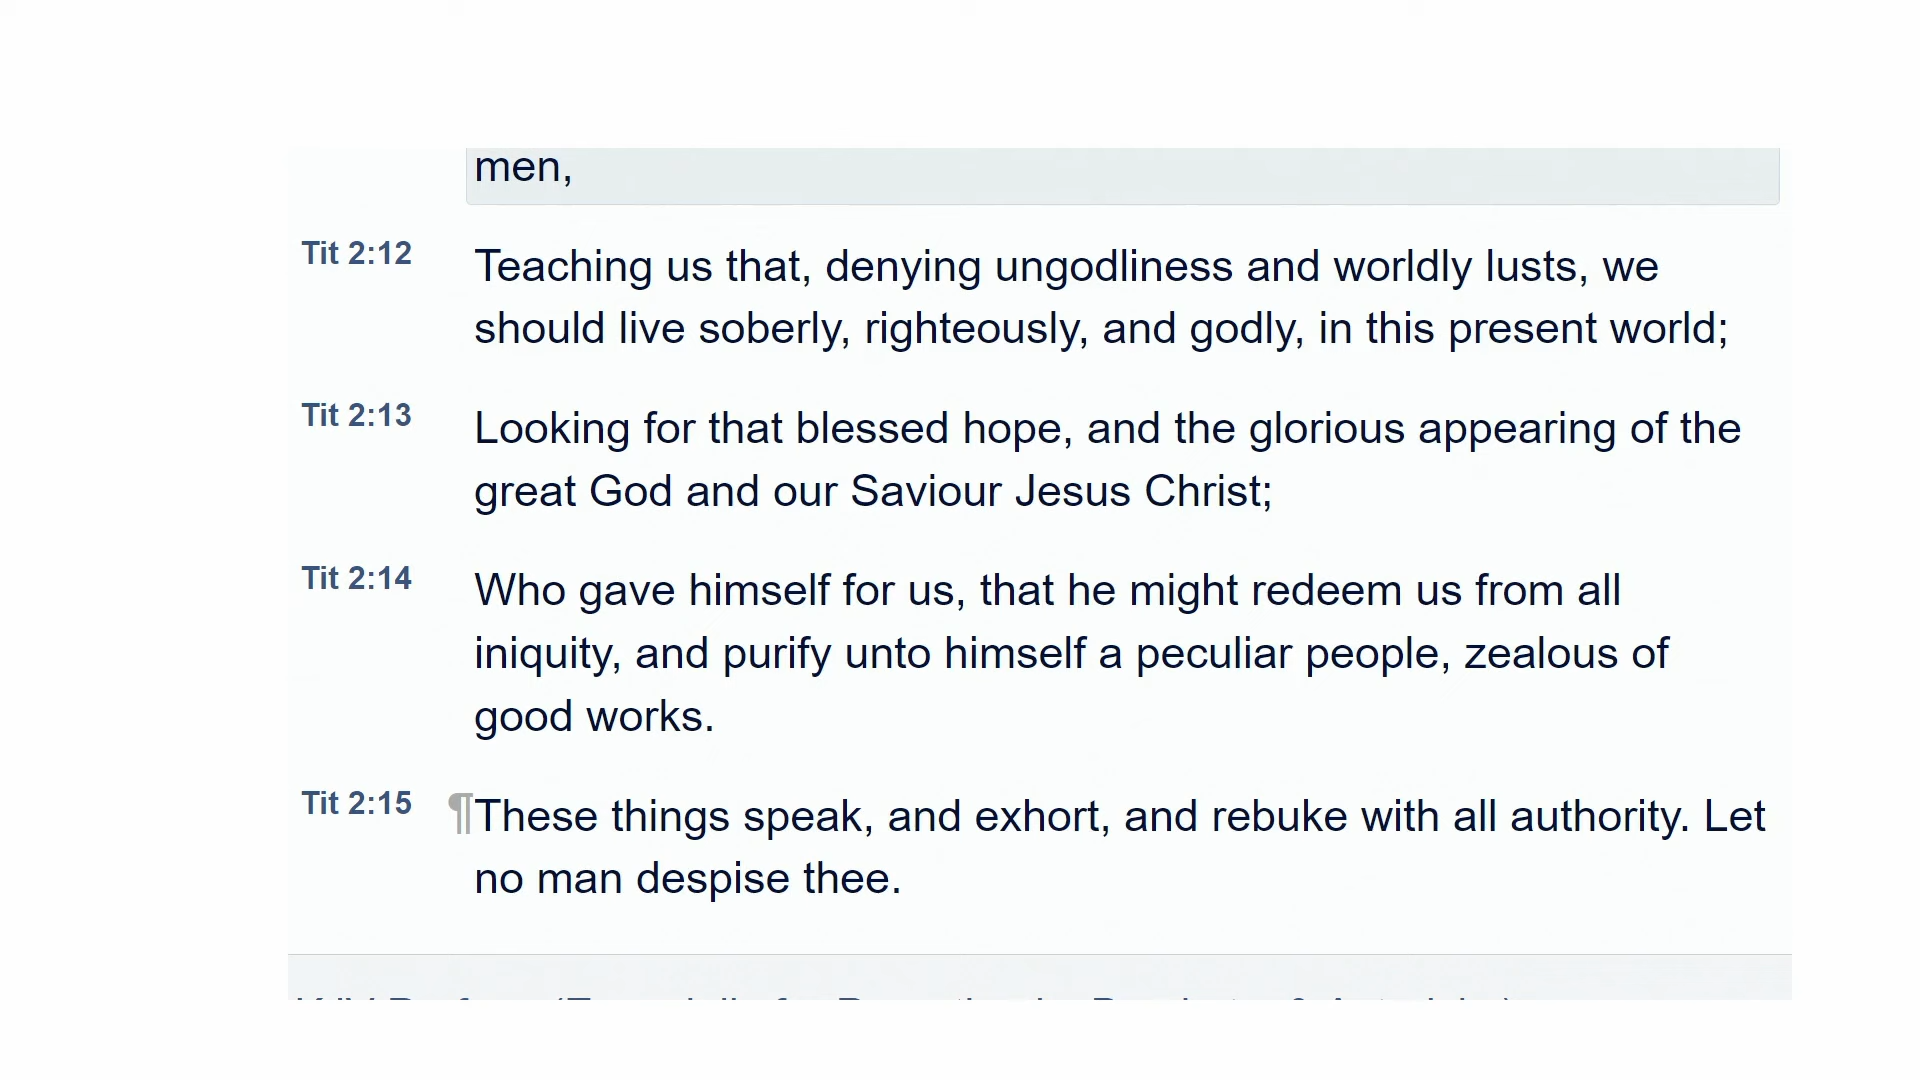 men,
Tit 2:12 Teaching us that, denying ungodliness and worldly lusts, we
should live soberly, righteously, and godly, in this present world;
Tit 2:13 Looking for that blessed hope, and the glorious appearing of the
great God and our Saviour Jesus Christ;
Tit 2:14 Who gave himself for us, that he might redeem us from all
iniquity, and purify unto himself a peculiar people, zealous of
good works.
Tit 2:15 ¶These things speak, and exhort, and rebuke with all authority. Let
no man despise thee.